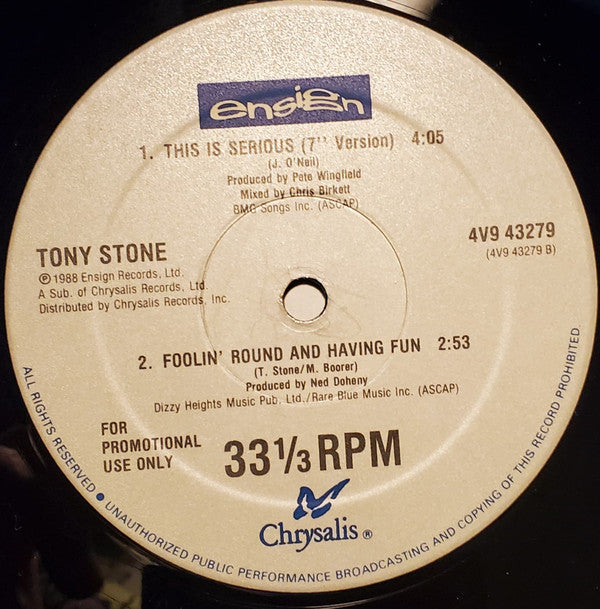 ensign
1. THIS IS SERIOUS (7" Version) 4:05
(J. O'Neil)
Produced by Pete Wingfield
Mixed by Chris Birkett
BMG Songs Inc. (ASCAP)
TONY STONE
℗ 1988 Ensign Records, Ltd.
A Sub. of Chrysalis Records, Ltd.
Distributed by Chrysalis Records, Inc.
4V9 43279
(4V9 43279 B)
2. FOOLIN' ROUND AND HAVING FUN 2:53
(T. Stone/M. Boorer)
Produced by Ned Doheny
Dizzy Heights Music Pub. Ltd./Rare Blue Music Inc. (ASCAP)
FOR
PROMOTIONAL
USE ONLY
33 1/3 RPM
Chrysalis ®
ALL RIGHTS RESERVED • UNAUTHORIZED PUBLIC PERFORMANCE BROADCASTING AND COPYING OF THIS RECORD PROHIBITED.